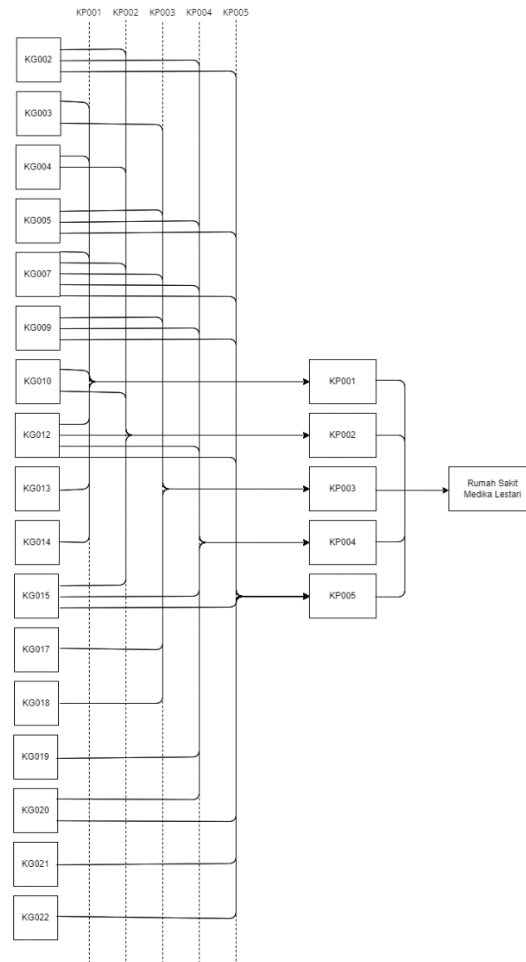 KP001 KP002 KP003 KP004 KP005
KG002
KG003
KG004
KG005
KG007
KG009
KG010
KG012
KG013
KG014
KG015
KG017
KG018
KG019
KG020
KG021
KG022
KP001
KP002
KP003
KP004
KP005
Rumah Sakit
Medika Lestari